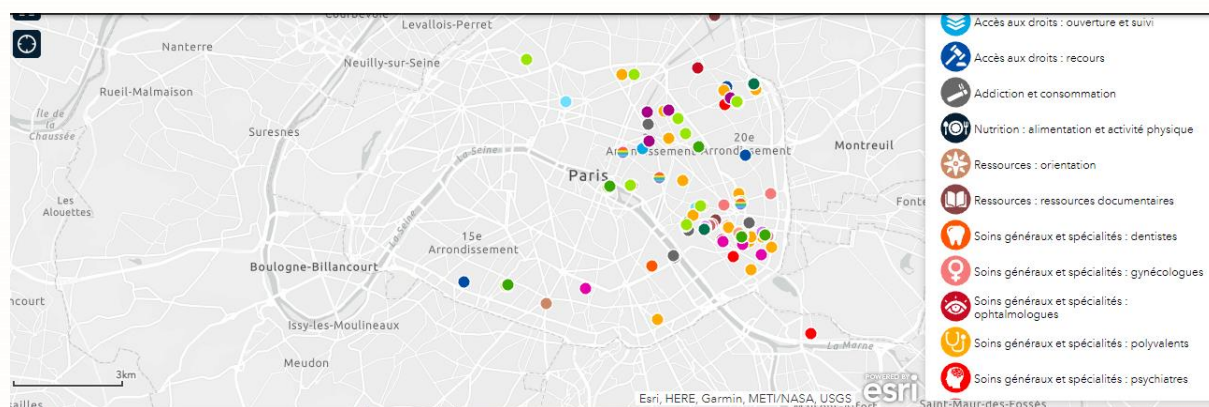 Levallois-Perret
Nanterre
Neuilly-sur-Seine
Rueil-Malmaison
Île de
la
Chaussée
Suresnes
La Seine
20e
Arrondissement
Montreuil
Paris
Les
Alouettes
15e
Arrondissement
La Seine
Boulogne-Billancourt
ncourt
Issy-les-Moulineaux
Meudon
La Marne
Fonte
3km
ailles
Esri, HERE, Garmin, METI/NASA, USGS
POWERED BY
esri
Saint-Maur-des-Fossés
Accès aux droits : ouverture et suivi
Accès aux droits : recours
Addiction et consommation
Nutrition : alimentation et activité physique
Ressources : orientation
Ressources : ressources documentaires
Soins généraux et spécialités : dentistes
Soins généraux et spécialités : gynécologues
Soins généraux et spécialités :
ophtalmologues
Soins généraux et spécialités : polyvalents
Soins généraux et spécialités : psychiatres